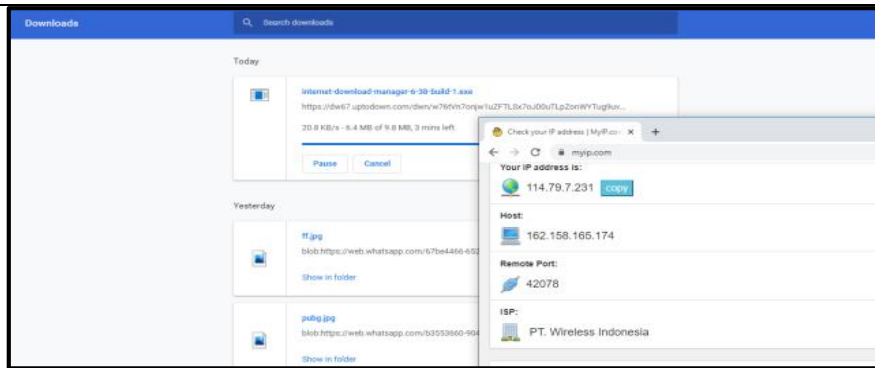 Downloads
Search downloads
Today
internet-download-manager-6-38-build-1.exe
20.8 KB/s - 6.4 MB of 9.8 MB, 3 mins left
Pause
Cancel
Yesterday
ff.jpg
Show in folder
pubg.jpg
Show in folder
Check your IP address | MyIP.co
myip.com
Your IP address is:
114.79.7.231
copy
Host:
162.158.165.174
Remote Port:
42078
ISP:
PT. Wireless Indonesia